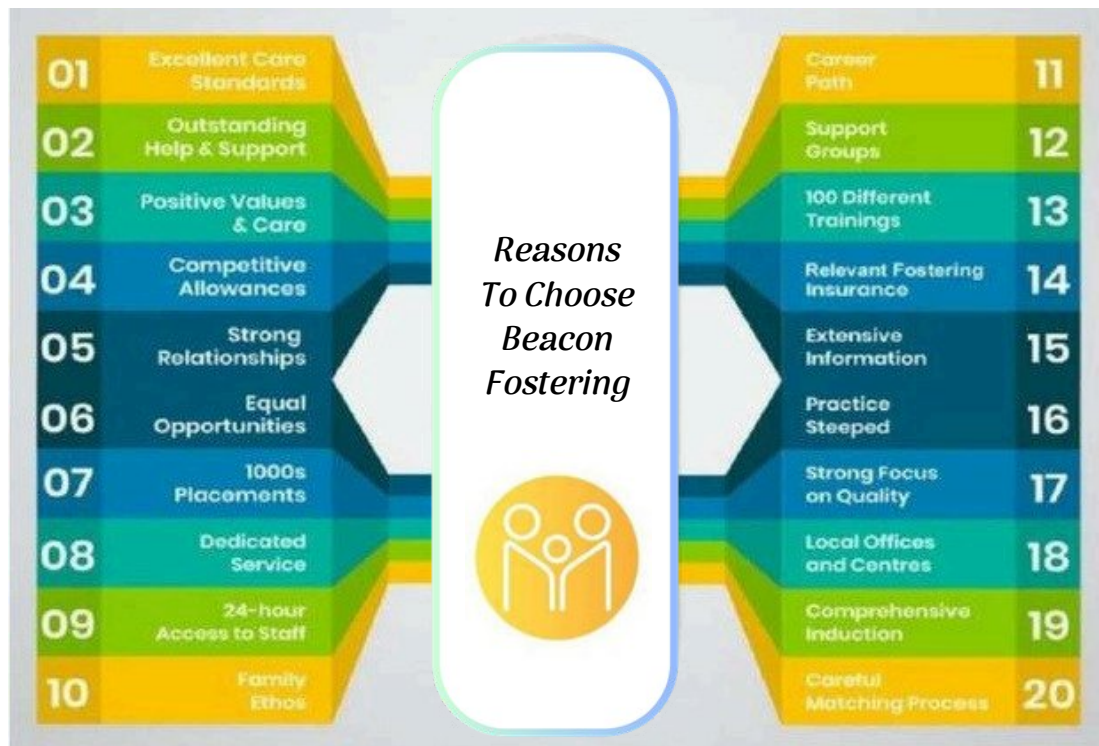 01
Excellent Care
Standards
02
Outstanding
Help & Support
03
Positive Values
& Care
04
Competitive
Allowances
05
Strong
Relationships
06
Equal
Opportunities
07
1000s
Placements
08
Dedicated
Service
09
24-hour
Access to Staff
10
Family
Ethos
Reasons
To Choose
Beacon
Fostering
Career
Path
11
Support
Groups
12
100 Different
Trainings
13
Relevant Fostering
Insurance
14
Extensive
Information
15
Practice
Steeped
16
Strong Focus
on Quality
17
Local Offices
and Centres
18
Comprehensive
Induction
19
Careful
Matching Process
20